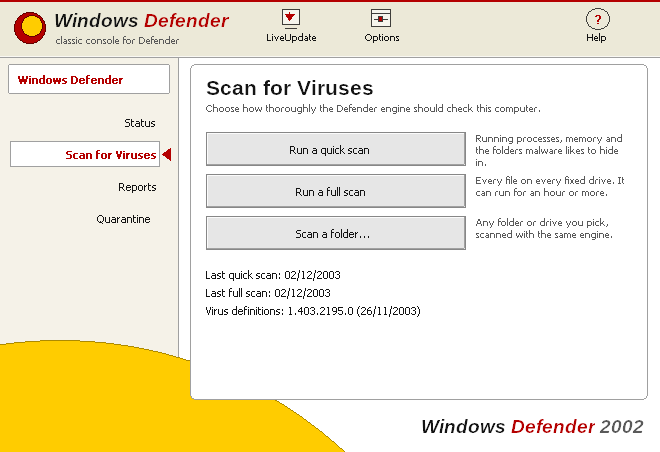 Windows Defender
classic console for Defender
LiveUpdate
Options
?
Help
Windows Defender
Status
Scan for Viruses
Reports
Quarantine
Scan for Viruses
Choose how thoroughly the Defender engine should check this computer.
Run a quick scan
Running processes, memory and
the folders malware likes to hide
in.
Run a full scan
Every file on every fixed drive. It
can run for an hour or more.
Scan a folder...
Any folder or drive you pick,
scanned with the same engine.
Last quick scan: 02/12/2003
Last full scan: 02/12/2003
Virus definitions: 1.403.2195.0 (26/11/2003)
Windows Defender 2002